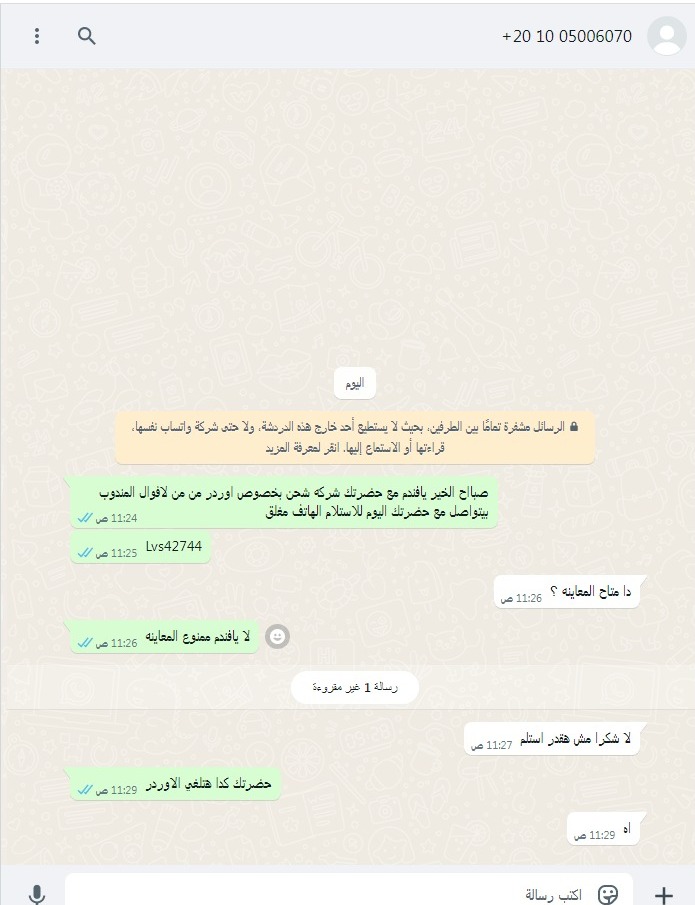 +20 10 05006070
اليوم
الرسائل مشفرة تمامًا بين الطرفين، بحيث لا يستطيع أحد خارج هذه الدردشة، ولا حتى شركة واتساب نفسها،
قراءتها أو الاستماع إليها. انقر لمعرفة المزيد
صبااح الخير يافندم مع حضرتك شركه شحن بخصوص اوردر من من لافوال المندوب
بيتواصل مع حضرتك اليوم للاستلام الهاتف مغلق
11:24 ص
Lvs42744 11:25 ص
دا متاح المعاينه ؟ 11:26 ص
لا يافندم ممنوع المعاينه 11:26 ص
رسالة 1 غير مقروءة
لا شكرا مش هقدر استلم 11:27 ص
حضرتك كدا هتلغي الاوردر 11:29 ص
اه 11:29 ص
اكتب رسالة